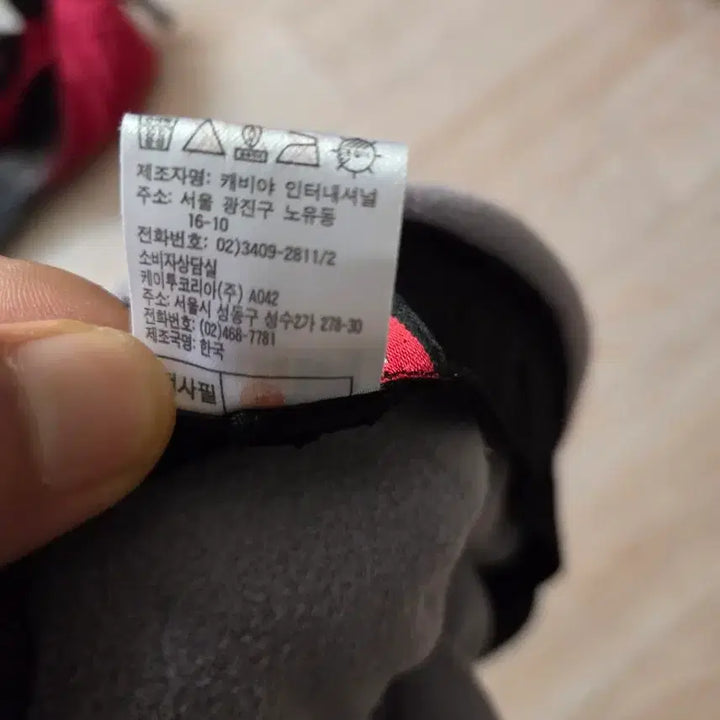 제조자명: 캐비야 인터내셔널
주소: 서울 광진구 노유동
16-10
전화번호: 02)3409-2811/2
소비자상담실
케이투코리아(주) A042
주소: 서울시 성동구 성수2가 278-30
전화번호: (02)468-7781
제조국명: 한국
사필